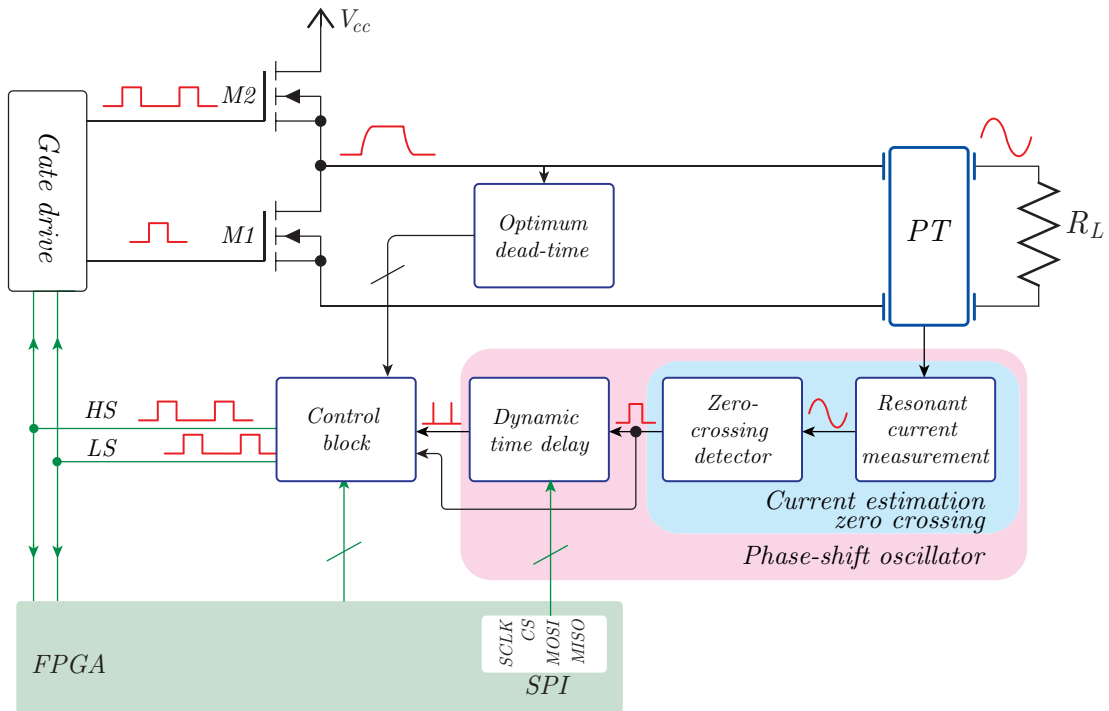 V_cc
M2
Gate drive
M1
Optimum
dead-time
PT
R_L
HS
LS
Control
block
Dynamic
time delay
Zero-
crossing
detector
Resonant
current
measurement
Current estimation
zero crossing
Phase-shift oscillator
SCLK
CS
MOSI
MISO
SPI
FPGA